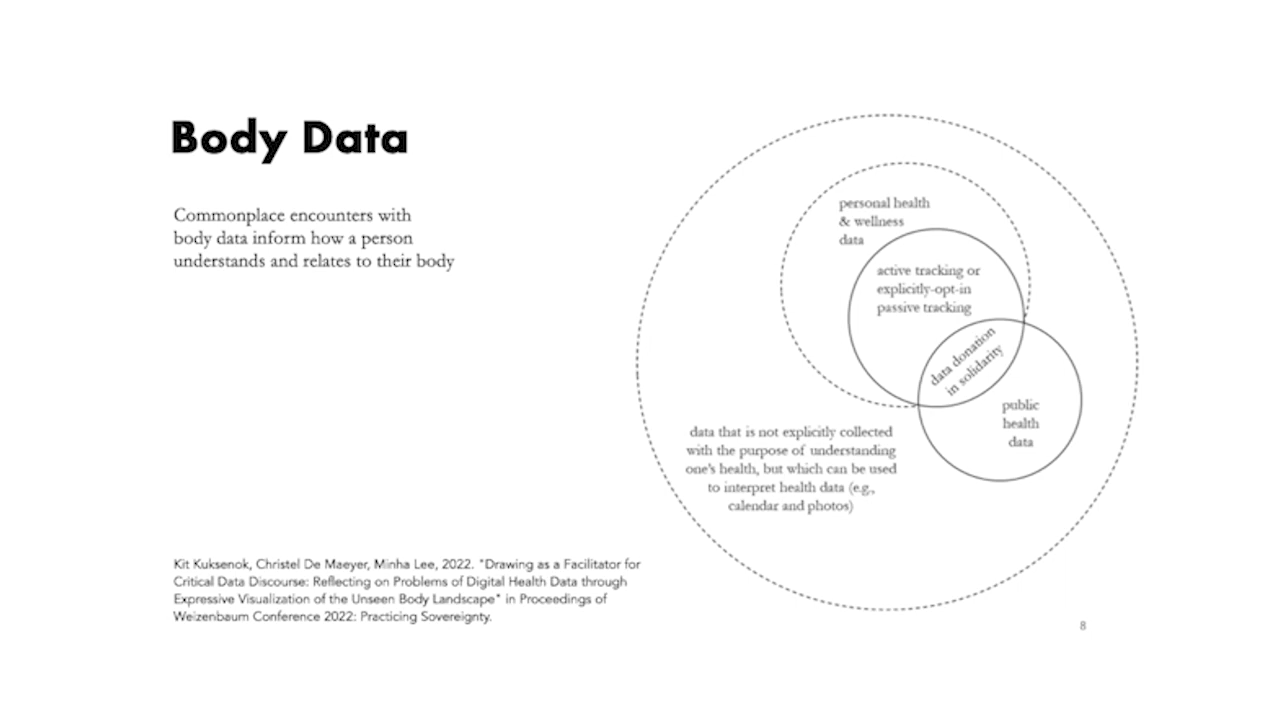 Body Data
Commonplace encounters with
body data inform how a person
understands and relates to their body
personal health
& wellness
data
active tracking or
explicitly-opt-in
passive tracking
data donation
in solidarity
public
health
data
data that is not explicitly collected
with the purpose of understanding
one's health, but which can be used
to interpret health data (e.g.,
calendar and photos)
Kit Kuksenok, Christel De Maeyer, Minha Lee, 2022. "Drawing as a Facilitator for
Critical Data Discourse: Reflecting on Problems of Digital Health Data through
Expressive Visualization of the Unseen Body Landscape" in Proceedings of
Weizenbaum Conference 2022: Practicing Sovereignty.
8